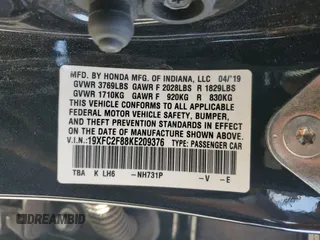 MFD. BY HONDA MFG. OF INDIANA, LLC 04/'19
GVWR 3769LBS GAWR F 2028LBS R 1829LBS
GVWR 1710KG GAWR F 920KG R 830KG
THIS VEHICLE CONFORMS TO ALL APPLICABLE
FEDERAL MOTOR VEHICLE SAFETY, BUMPER,
AND THEFT PREVENTION STANDARDS IN EFFECT
ON THE DATE OF MANUFACTURE SHOWN ABOVE.
V.I.N.: 19XFC2F88KE209376 TYPE: PASSENGER CAR
TBA K LH6 -NH731P -V -E
DREAMBID